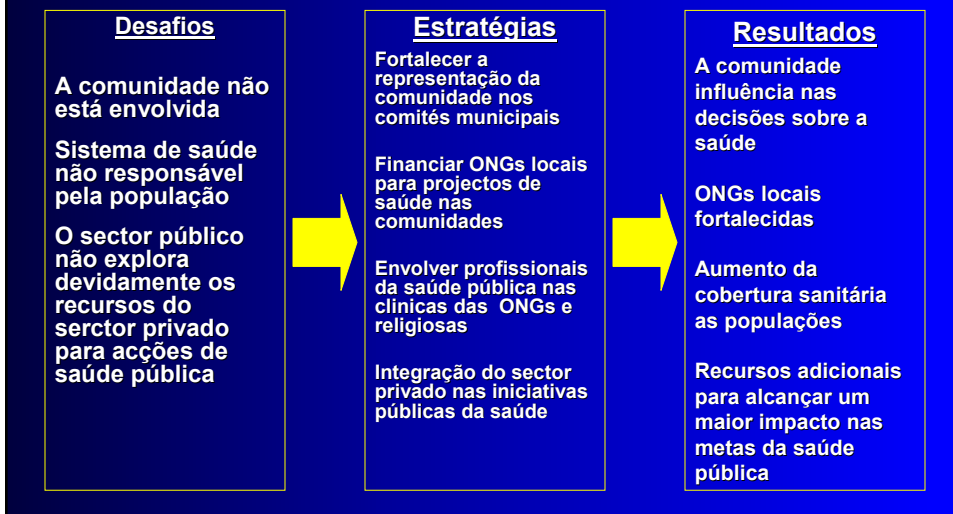 Desafios
A comunidade não
está envolvida
Sistema de saúde
não responsável
pela população
O sector público
não explora
devidamente os
recursos do
serctor privado
para acções de
saúde pública
Estratégias
Fortalecer a
representação da
comunidade nos
comités municipais
Financiar ONGs locais
para projectos de
saúde nas
comunidades
Envolver profissionais
da saúde pública nas
clinicas das ONGs e
religiosas
Integração do sector
privado nas iniciativas
públicas da saúde
Resultados
A comunidade
influência nas
decisões sobre a
saúde
ONGs locais
fortalecidas
Aumento da
cobertura sanitária
as populações
Recursos adicionais
para alcançar um
maior impacto nas
metas da saúde
pública